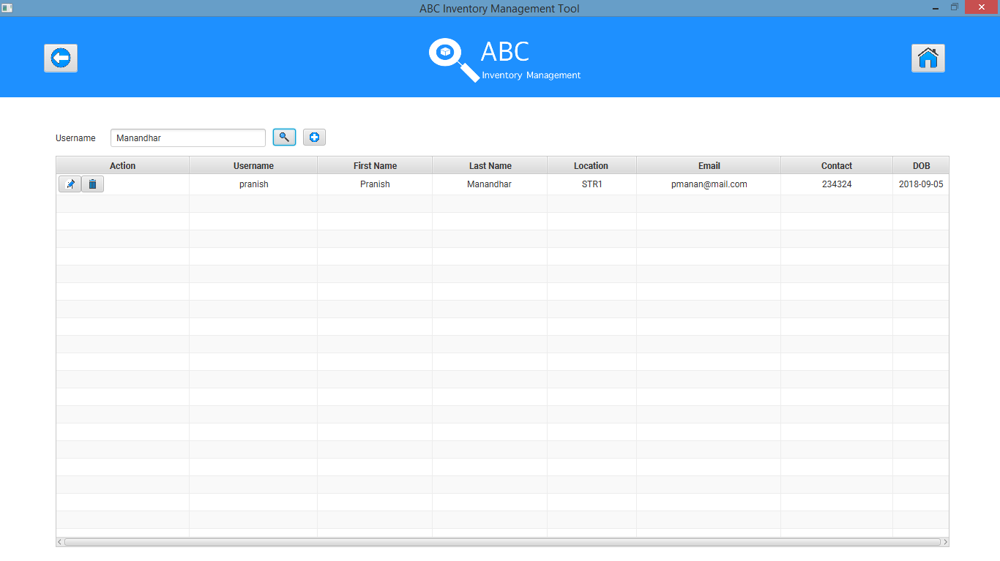 ABC Inventory Management Tool
ABC
Inventory Management
Username Manandhar
Action Username First Name Last Name Location Email Contact DOB
pranish Pranish Manandhar STR1 pmanan@mail.com 234324 2018-09-05